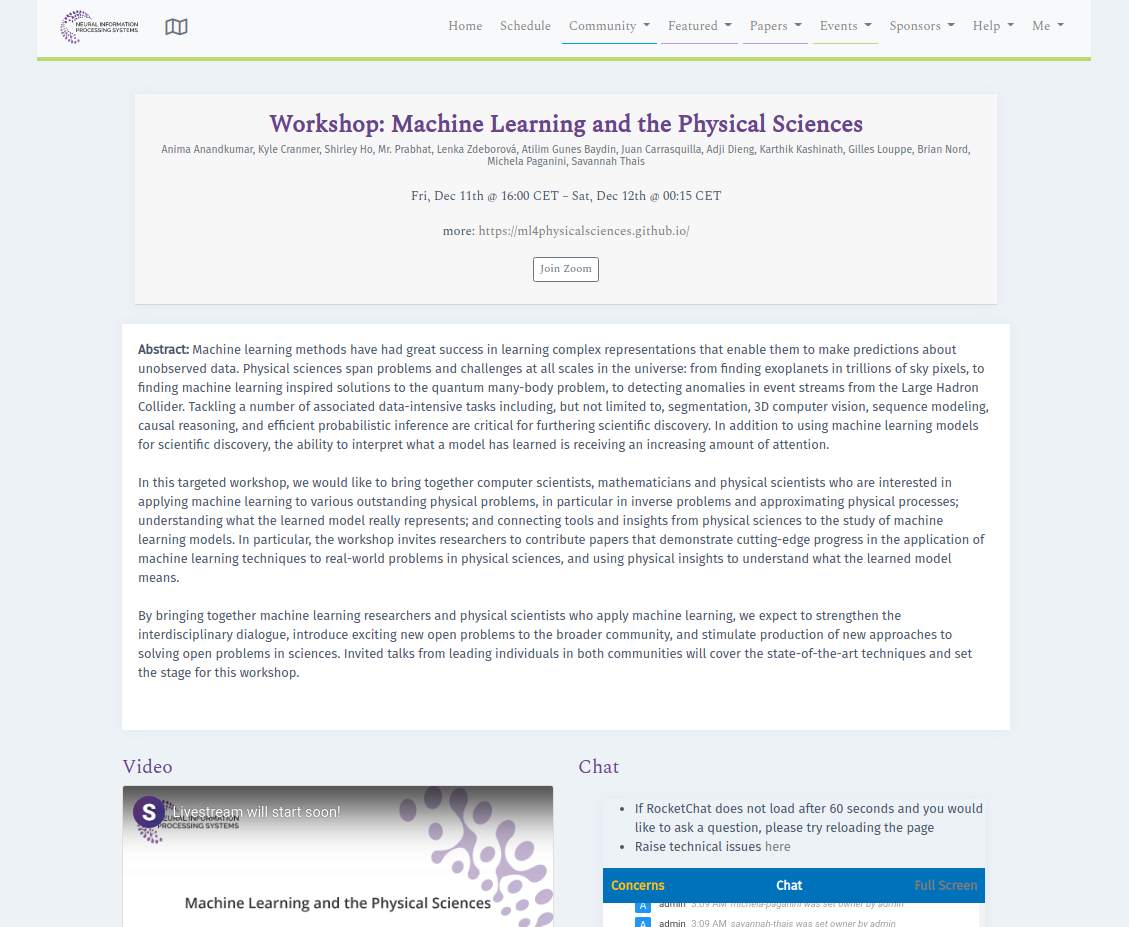 NEURAL INFORMATION
PROCESSING SYSTEMS
Home Schedule Community Featured Papers Events Sponsors Help Me
Workshop: Machine Learning and the Physical Sciences
Anima Anandkumar, Kyle Cranmer, Shirley Ho, Mr. Prabhat, Lenka Zdeborová, Atilim Gunes Baydin, Juan Carrasquilla, Adji Dieng, Karthik Kashinath, Gilles Louppe, Brian Nord,
Michela Paganini, Savannah Thais
Fri, Dec 11th @ 16:00 CET – Sat, Dec 12th @ 00:15 CET
more: https://ml4physicalsciences.github.io/
Join Zoom
Abstract: Machine learning methods have had great success in learning complex representations that enable them to make predictions about
unobserved data. Physical sciences span problems and challenges at all scales in the universe: from finding exoplanets in trillions of sky pixels, to
finding machine learning inspired solutions to the quantum many-body problem, to detecting anomalies in event streams from the Large Hadron
Collider. Tackling a number of associated data-intensive tasks including, but not limited to, segmentation, 3D computer vision, sequence modeling,
causal reasoning, and efficient probabilistic inference are critical for furthering scientific discovery. In addition to using machine learning models
for scientific discovery, the ability to interpret what a model has learned is receiving an increasing amount of attention.
In this targeted workshop, we would like to bring together computer scientists, mathematicians and physical scientists who are interested in
applying machine learning to various outstanding physical problems, in particular in inverse problems and approximating physical processes;
understanding what the learned model really represents; and connecting tools and insights from physical sciences to the study of machine
learning models. In particular, the workshop invites researchers to contribute papers that demonstrate cutting-edge progress in the application of
machine learning techniques to real-world problems in physical sciences, and using physical insights to understand what the learned model
means.
By bringing together machine learning researchers and physical scientists who apply machine learning, we expect to strengthen the
interdisciplinary dialogue, introduce exciting new open problems to the broader community, and stimulate production of new approaches to
solving open problems in sciences. Invited talks from leading individuals in both communities will cover the state-of-the-art techniques and set
the stage for this workshop.
Video
S Livestream will start soon!
NEURAL INFORMATION
PROCESSING SYSTEMS
Machine Learning and the Physical Sciences
Chat
• If RocketChat does not load after 60 seconds and you would
like to ask a question, please try reloading the page
• Raise technical issues here
Concerns Chat Full Screen
A admin 3:09 AM michela-paganini was set owner by admin
A admin 3:09 AM savannah-thais was set owner by admin